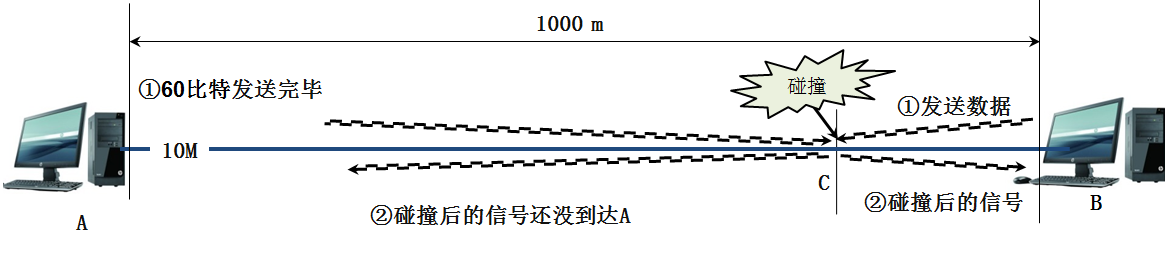 1000 m
①60比特发送完毕
碰撞
①发送数据
10M
C
②碰撞后的信号还没到达A
②碰撞后的信号
A
B